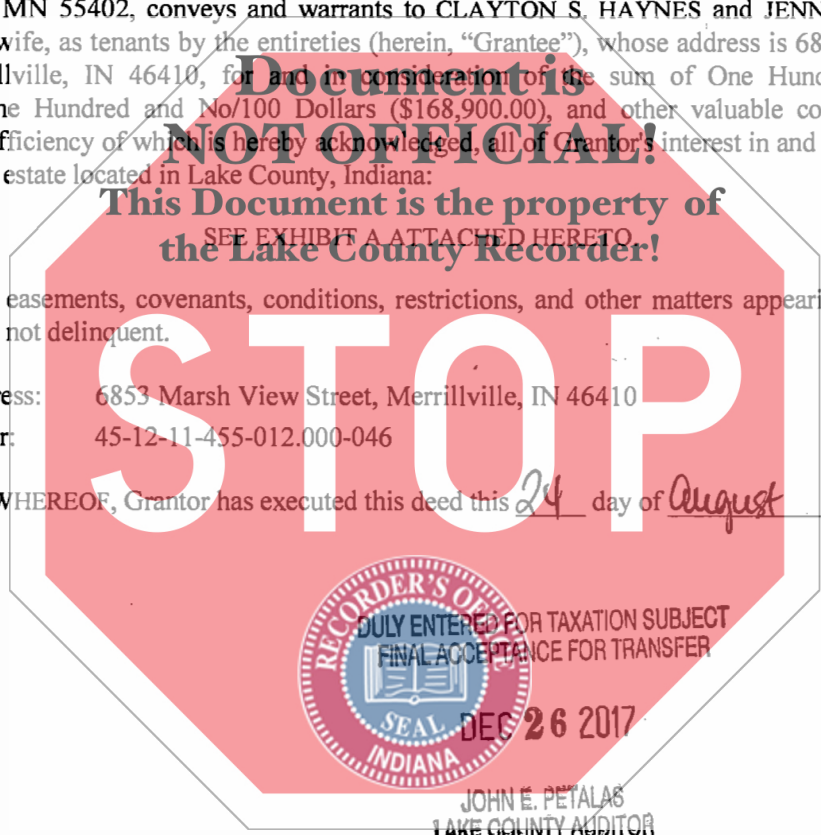 MN 55402, conveys and warrants to CLAYTON S. HAYNES and JENN
wife, as tenants by the entireties (herein, "Grantee"), whose address is 68
llville, IN 46410, for and in consideration of the sum of One Hund
ne Hundred and No/100 Dollars ($168,900.00), and other valuable co
fficiency of which is hereby acknowledged, all of Grantor's interest in and
estate located in Lake County, Indiana:
Document is
NOT OFFICIAL!
This Document is the property of
the Lake County Recorder!
SEE EXHIBIT A ATTACHED HERETO.
easements, covenants, conditions, restrictions, and other matters appeari
not delinquent.
STOP
ess: 6853 Marsh View Street, Merrillville, IN 46410
r: 45-12-11-455-012.000-046
WHEREOF, Grantor has executed this deed this 24 day of August
RECORDER'S OFFICE
SEAL
INDIANA
DULY ENTERED FOR TAXATION SUBJECT
FINAL ACCEPTANCE FOR TRANSFER
DEC 26 2017
JOHN E. PETALAS
LAKE COUNTY AUDITOR